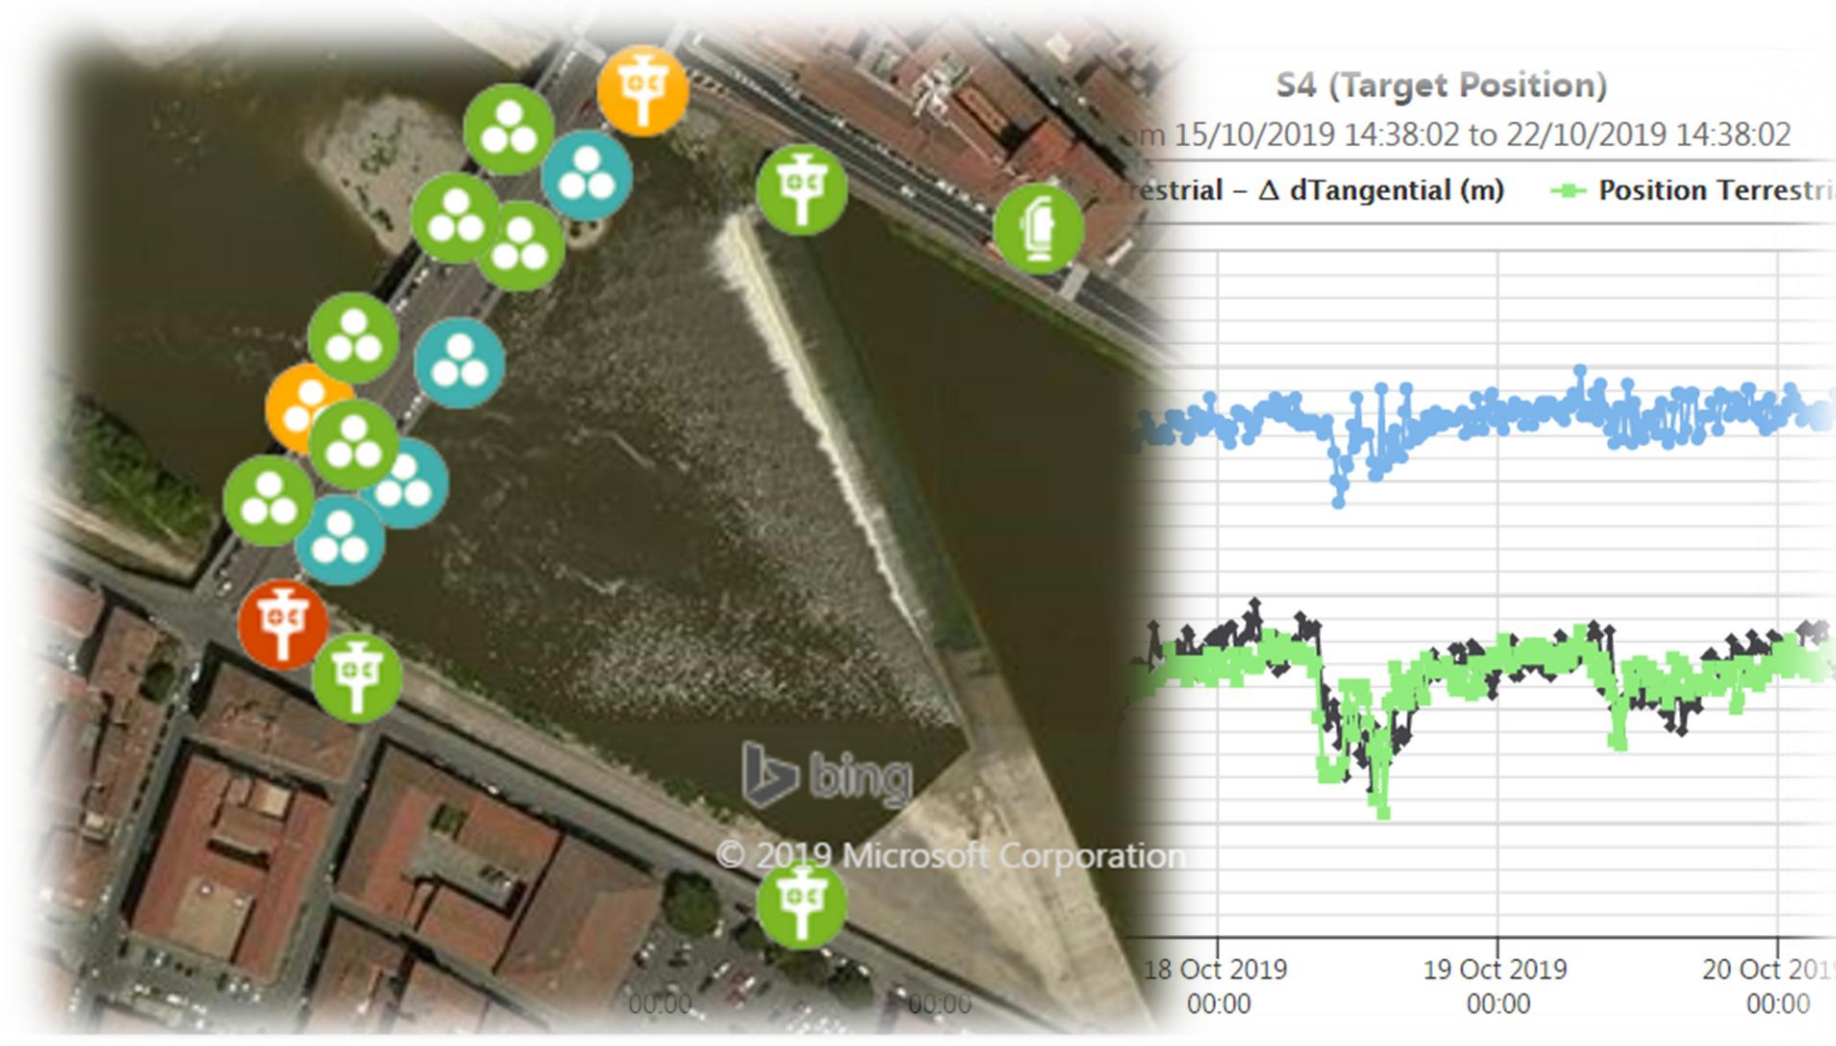 S4 (Target Position)
om 15/10/2019 14:38:02 to 22/10/2019 14:38:02
restrial – Δ dTangential (m) Position Terrestri
bing
© 2019 Microsoft Corporation
18 Oct 2019 19 Oct 2019 20 Oct 2019
00:00 00:00 00:00 00:00 00:00